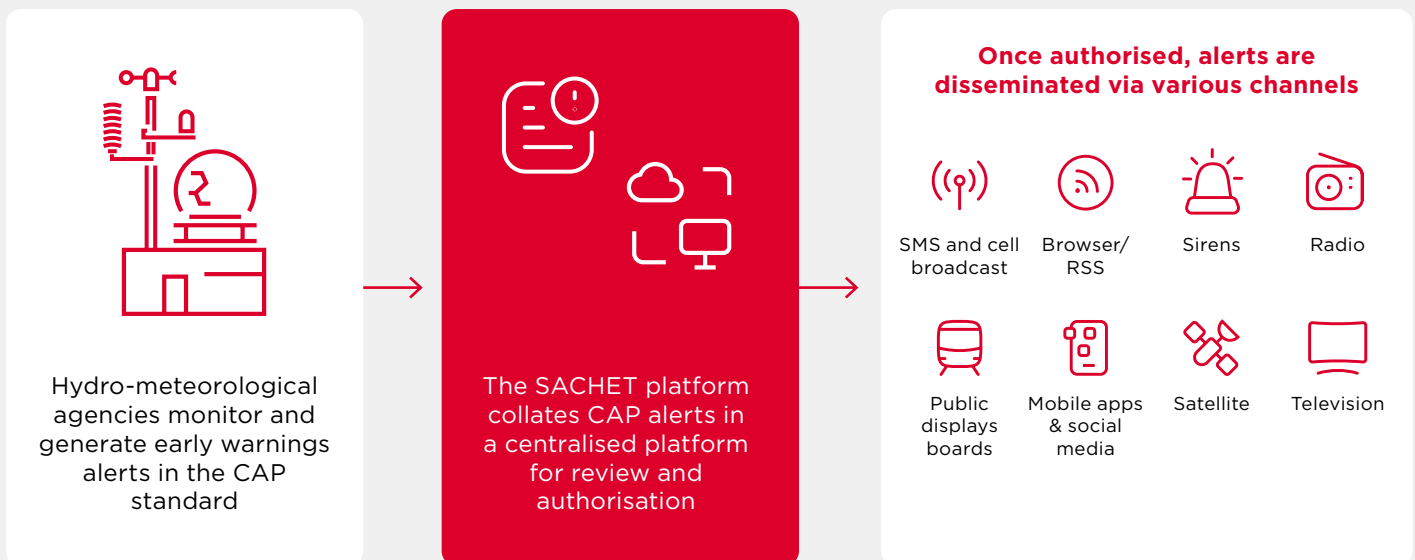 Hydro-meteorological
agencies monitor and
generate early warnings
alerts in the CAP
standard
The SACHET platform
collates CAP alerts in
a centralised platform
for review and
authorisation
Once authorised, alerts are
disseminated via various channels
SMS and cell
broadcast
Browser/
RSS
Sirens
Radio
Public
displays
boards
Mobile apps
& social
media
Satellite
Television